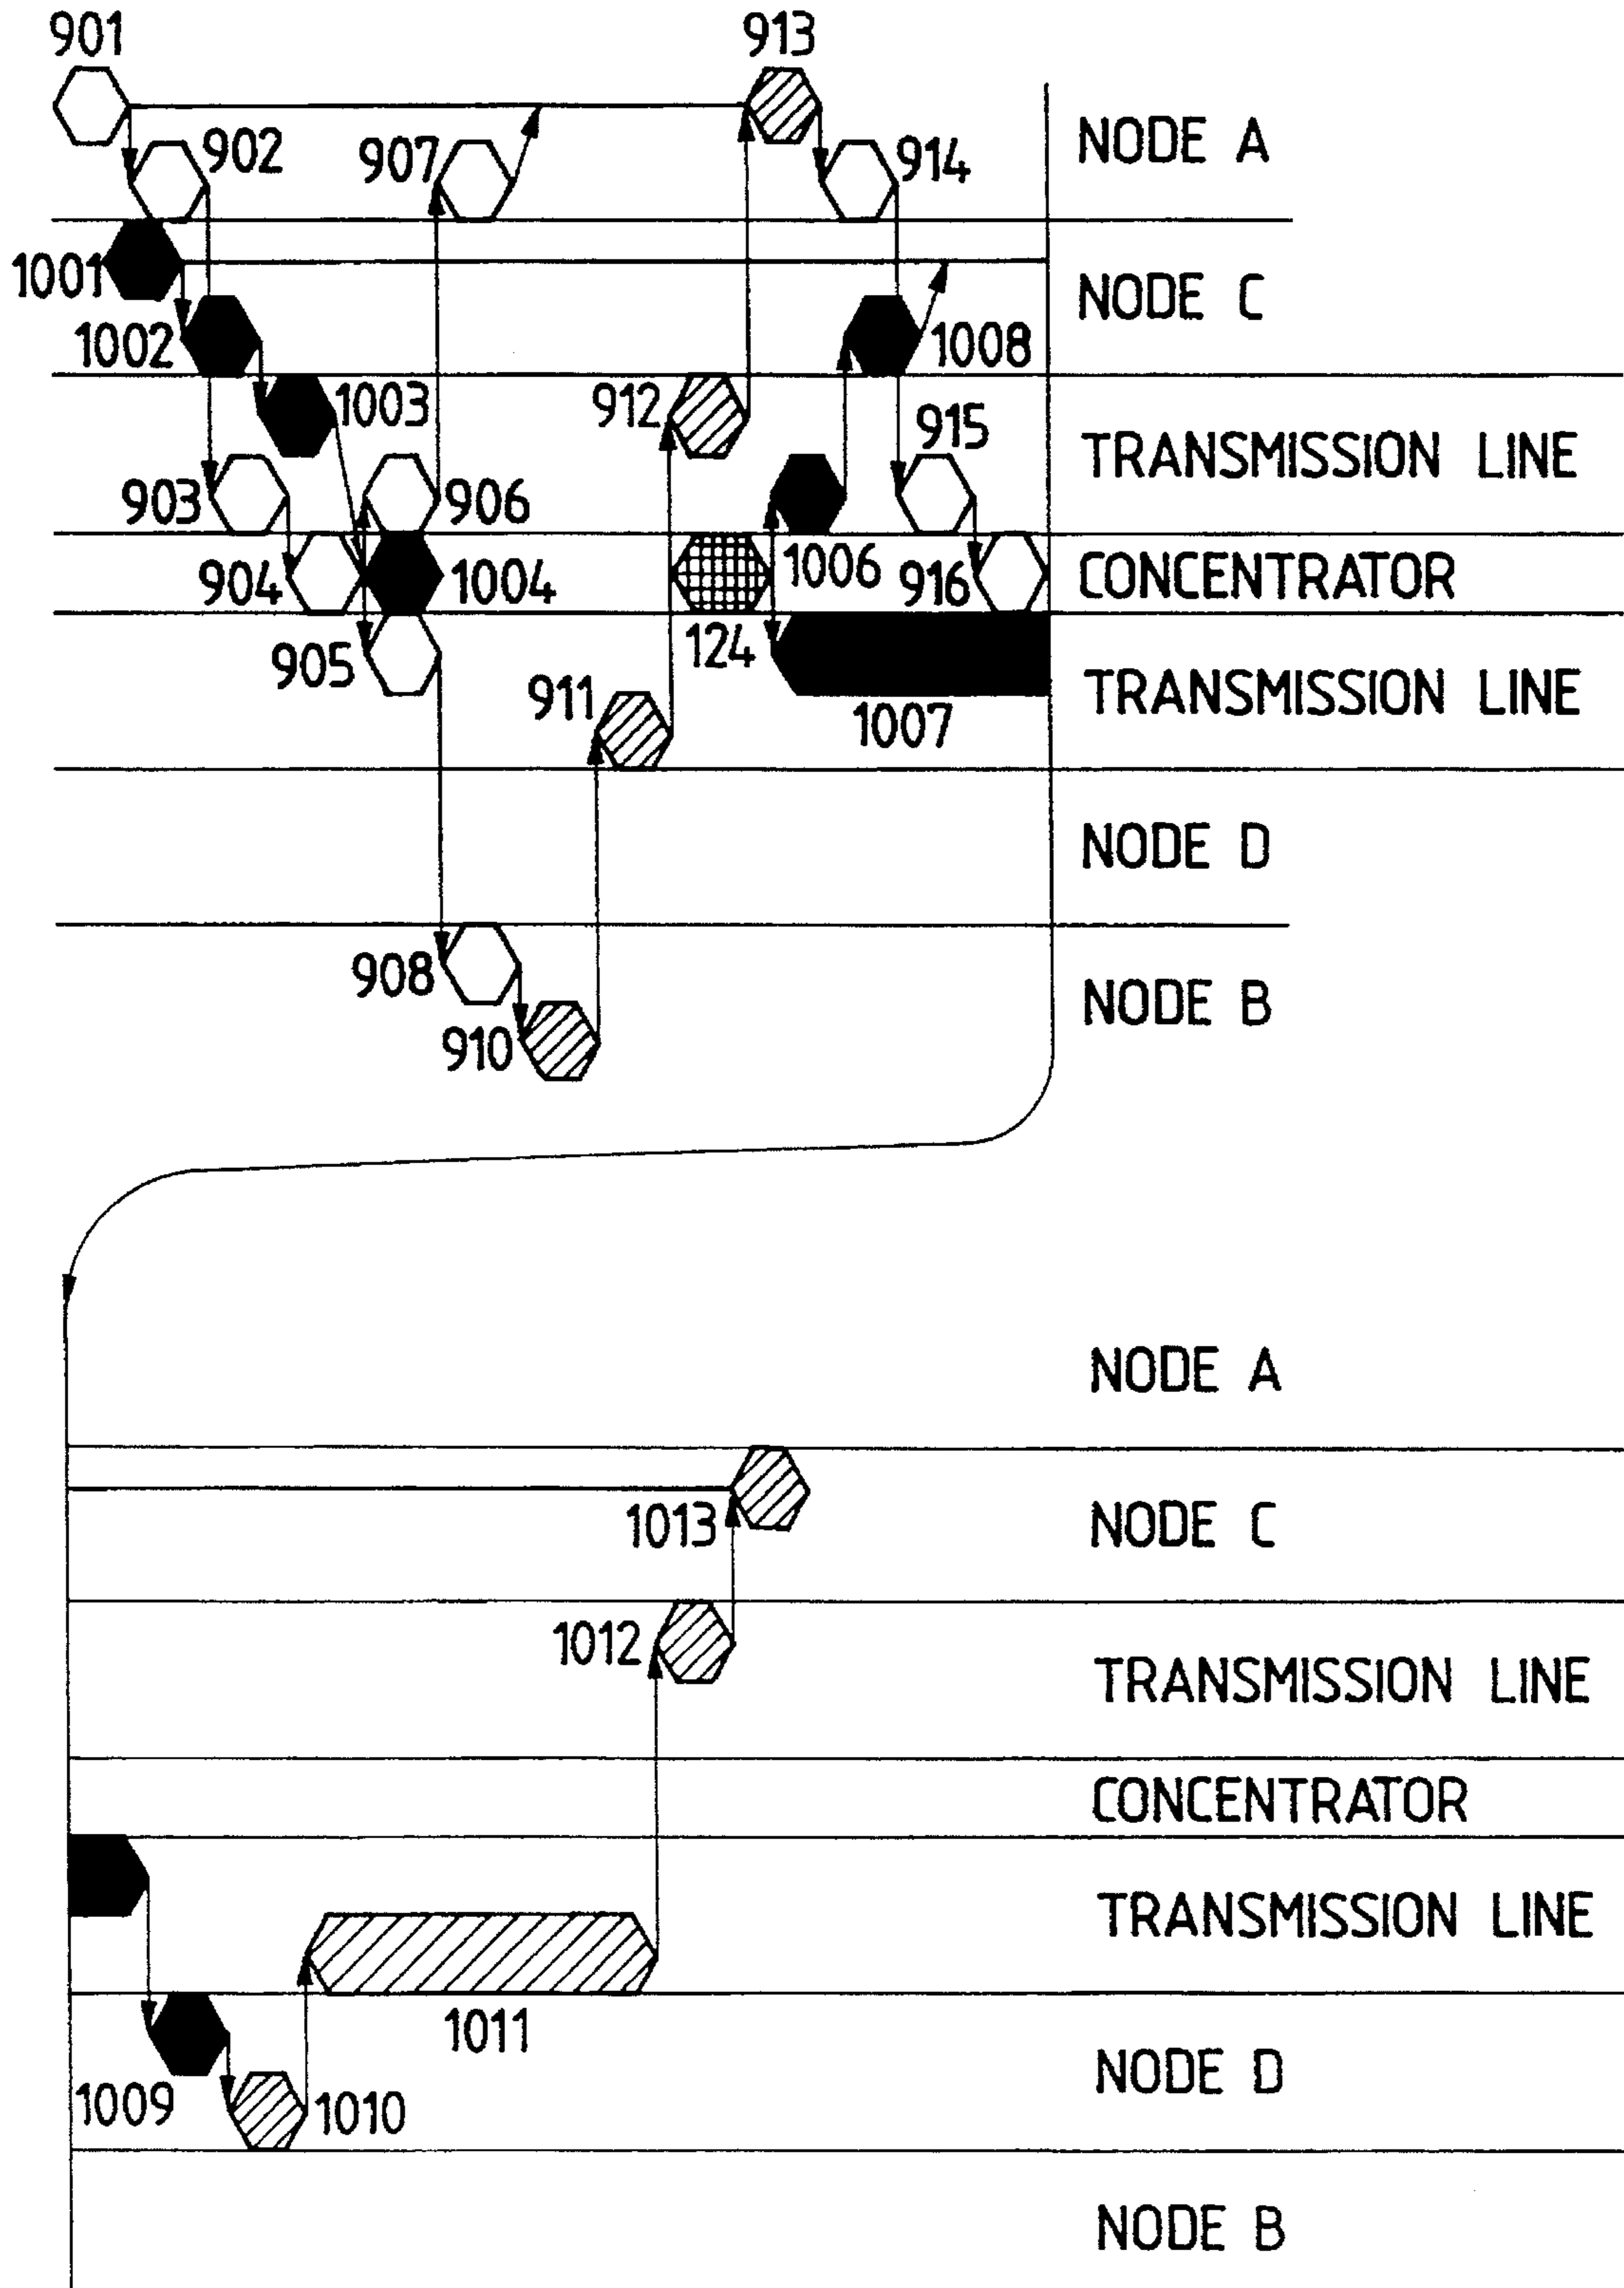 901
913
902
907
914
NODE A
1001
NODE C
1002
1008
1003
912
915
TRANSMISSION LINE
903
906
904
1004
1006
916
CONCENTRATOR
905
124
911
1007
TRANSMISSION LINE
NODE D
908
NODE B
910
NODE A
1013
NODE C
1012
TRANSMISSION LINE
CONCENTRATOR
TRANSMISSION LINE
1011
1009
1010
NODE D
NODE B